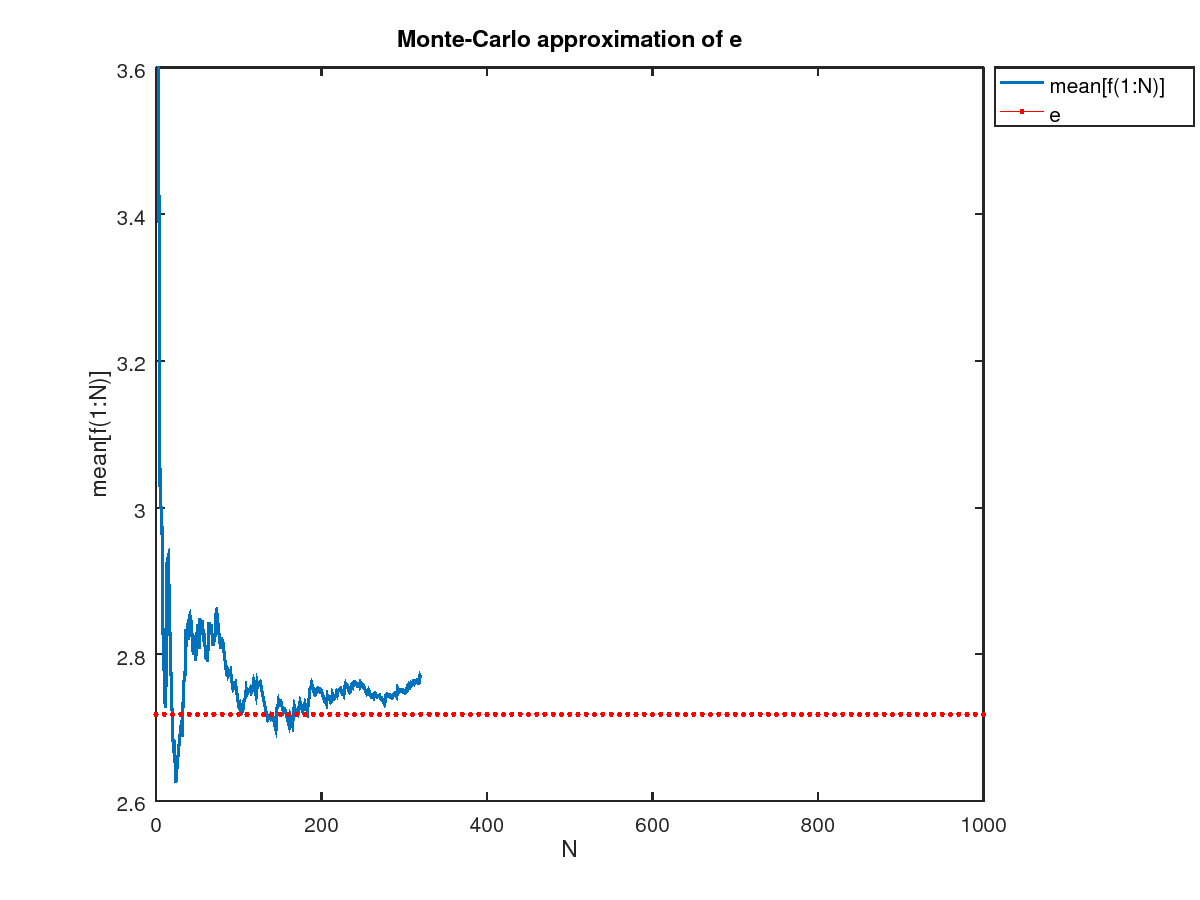 Monte-Carlo approximation of e
mean[f(1:N)]
e
3.6
3.4
3.2
3
2.8
2.6
mean[f(1:N)]
0
200
400
600
800
1000
N